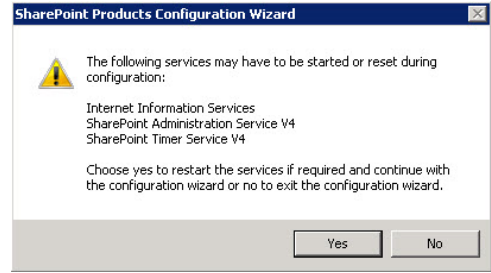 SharePoint Products Configuration Wizard
The following services may have to be started or reset during
configuration:
Internet Information Services
SharePoint Administration Service V4
SharePoint Timer Service V4
Choose yes to restart the services if required and continue with
the configuration wizard or no to exit the configuration wizard.
Yes No